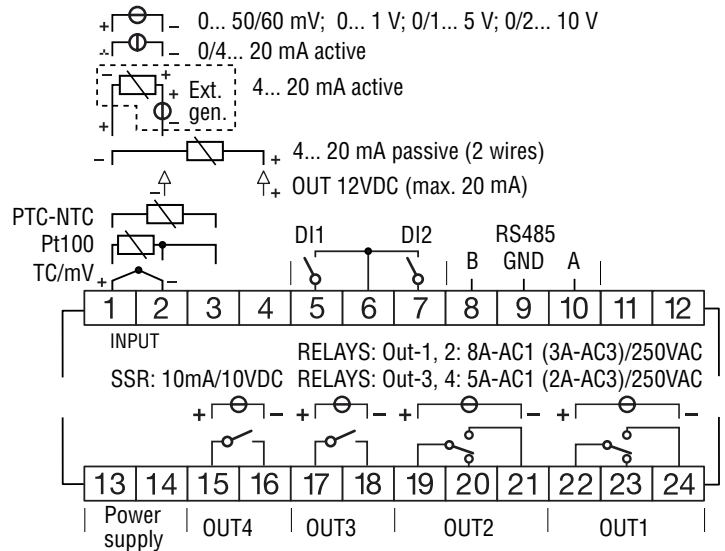 + – 0... 50/60 mV; 0... 1 V; 0/1... 5 V; 0/2... 10 V
+ – 0/4... 20 mA active
– + + Ext. gen. 4... 20 mA active
+ –
– + 4... 20 mA passive (2 wires)
– + OUT 12VDC (max. 20 mA)
PTC-NTC
Pt100
TC/mV + –
DI1 DI2
RS485
B GND A
1 2 3 4 5 6 7 8 9 10 11 12
INPUT
RELAYS: Out-1, 2: 8A-AC1 (3A-AC3)/250VAC
SSR: 10mA/10VDC RELAYS: Out-3, 4: 5A-AC1 (2A-AC3)/250VAC
+ – + – + – + –
13 14 15 16 17 18 19 20 21 22 23 24
Power supply OUT4 OUT3 OUT2 OUT1